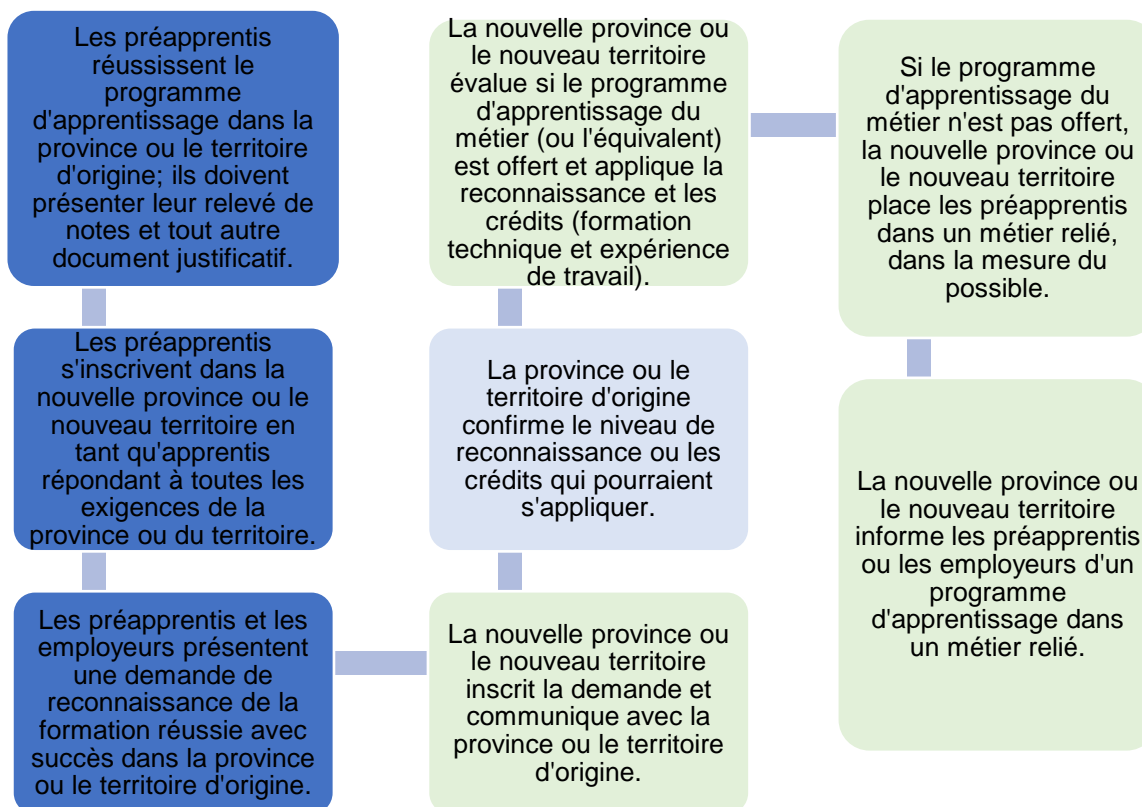 Les préapprentis
réussissent le
programme
d'apprentissage dans la
province ou le territoire
d'origine; ils doivent
présenter leur relevé de
notes et tout autre
document justificatif.
Les préapprentis
s'inscrivent dans la
nouvelle province ou le
nouveau territoire en
tant qu'apprentis
répondant à toutes les
exigences de la
province ou du territoire.
Les préapprentis et les
employeurs présentent
une demande de
reconnaissance de la
formation réussie avec
succès dans la province
ou le territoire d'origine.
La nouvelle province ou
le nouveau territoire
inscrit la demande et
communique avec la
province ou le territoire
d'origine.
La province ou le
territoire d'origine
confirme le niveau de
reconnaissance ou les
crédits qui pourraient
s'appliquer.
La nouvelle province ou
le nouveau territoire
évalue si le programme
d'apprentissage du
métier (ou l'équivalent)
est offert et applique la
reconnaissance et les
crédits (formation
technique et expérience
de travail).
Si le programme
d'apprentissage du
métier n'est pas offert,
la nouvelle province ou
le nouveau territoire
place les préapprentis
dans un métier relié,
dans la mesure du
possible.
La nouvelle province ou
le nouveau territoire
informe les préapprentis
ou les employeurs d'un
programme
d'apprentissage dans
un métier relié.